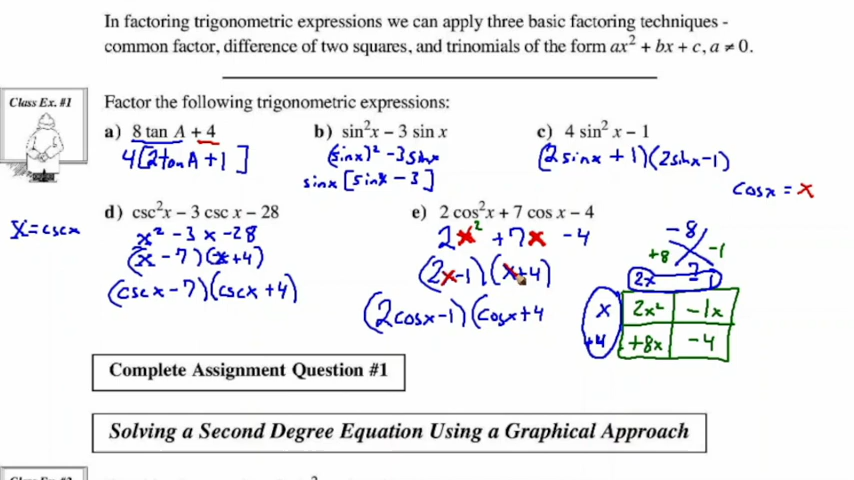 In factoring trigonometric expressions we can apply three basic factoring techniques -
common factor, difference of two squares, and trinomials of the form ax² + bx + c, a ≠ 0.
Class Ex. #1
Factor the following trigonometric expressions:
a) 8 tan A + 4
4[2tanA+1]
b) sin²x – 3 sin x
(sinx)² -3sinx
sinx[sinx - 3]
c) 4 sin² x – 1
(2sinx + 1)(2sinx-1)
cosx = x
d) csc²x – 3 csc x – 28
x=cscx
x² -3x -28
(x -7)(x+4)
(cscx -7)(cscx +4)
e) 2 cos²x + 7 cos x – 4
2x² +7x -4
(2x-1)(x+4)
(2cosx-1)(cosx+4
-8
+8 -1
7
2x - 1
x 2x² -1x
+4 +8x -4
Complete Assignment Question #1
Solving a Second Degree Equation Using a Graphical Approach